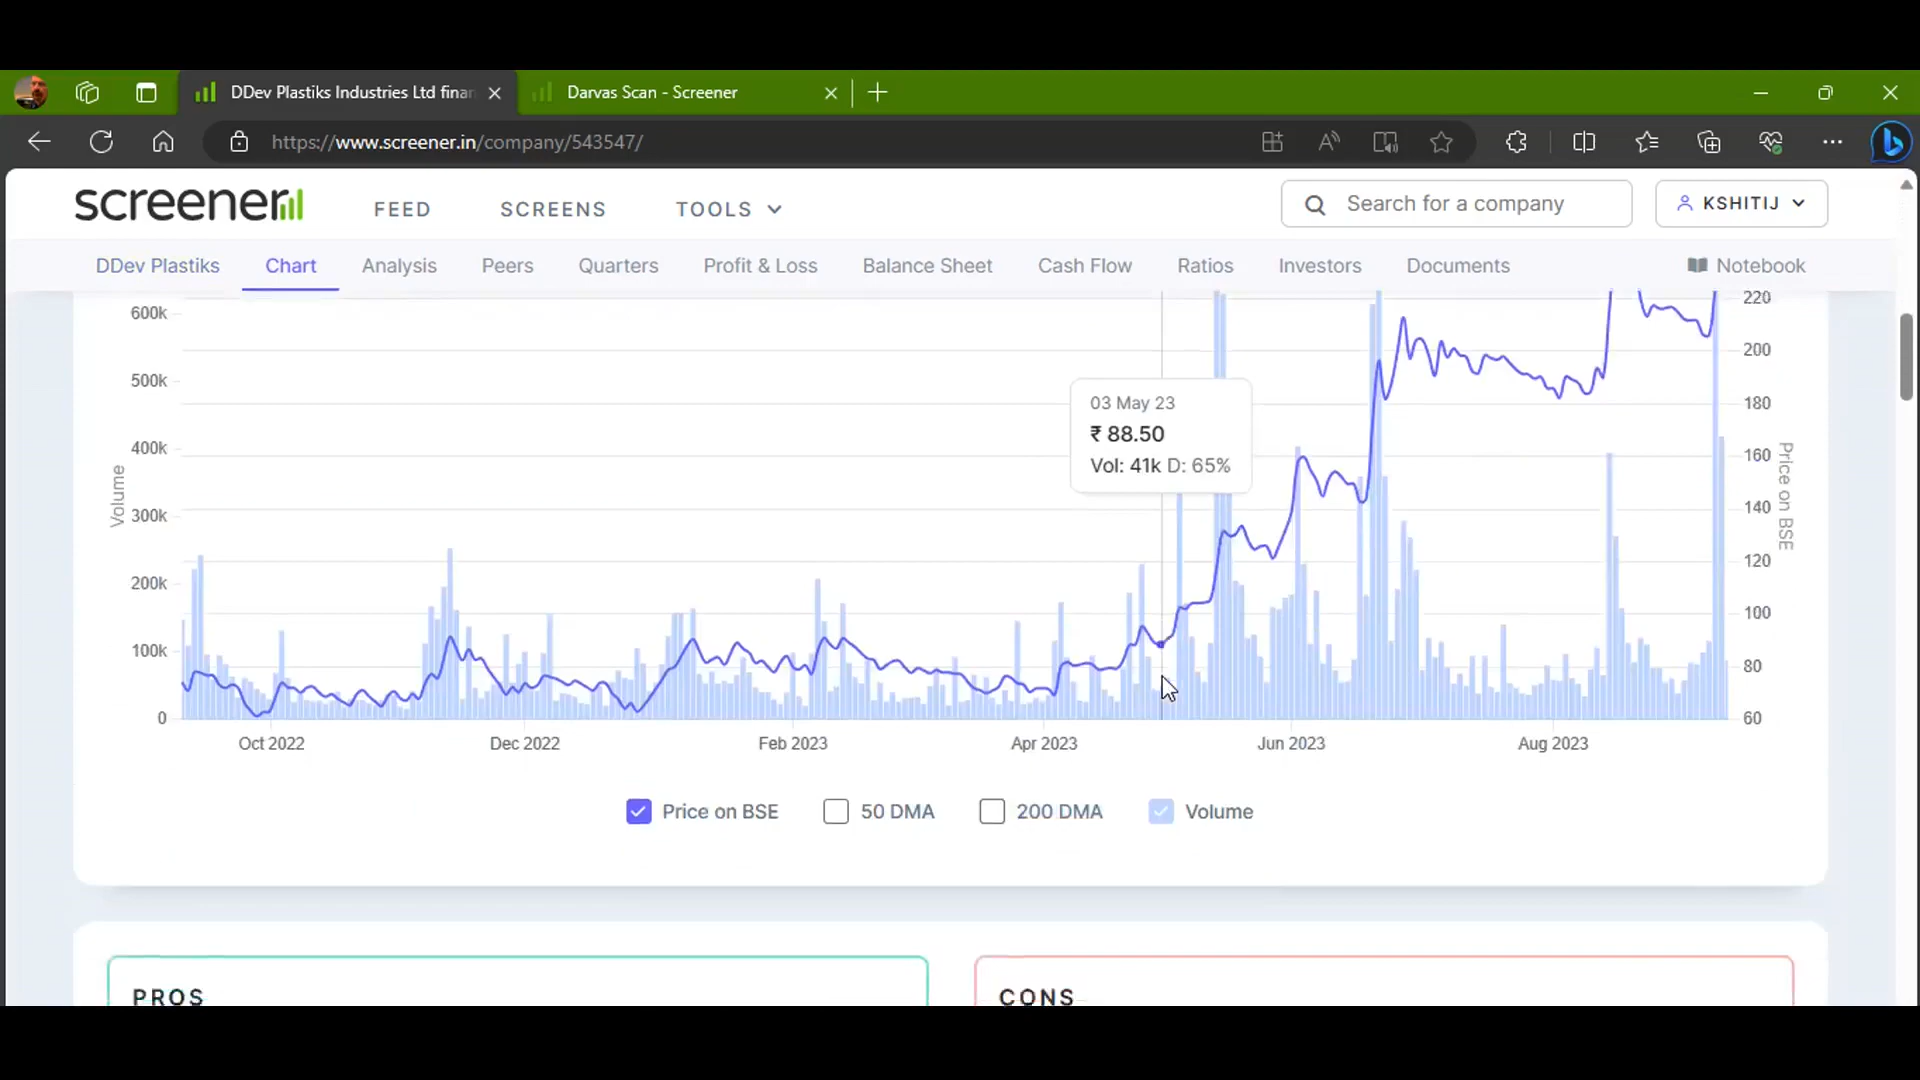 DDev Plastiks Industries Ltd finan
Darvas Scan - Screener
https://www.screener.in/company/543547/
screener
FEED
SCREENS
TOOLS
Search for a company
KSHITIJ
DDev Plastiks
Chart
Analysis
Peers
Quarters
Profit & Loss
Balance Sheet
Cash Flow
Ratios
Investors
Documents
Notebook
600k
500k
400k
300k
200k
100k
0
Volume
03 May 23
₹ 88.50
Vol: 41k D: 65%
220
200
180
160
140
120
100
80
60
Price on BSE
Oct 2022
Dec 2022
Feb 2023
Apr 2023
Jun 2023
Aug 2023
Price on BSE
50 DMA
200 DMA
Volume
PROS
CONS